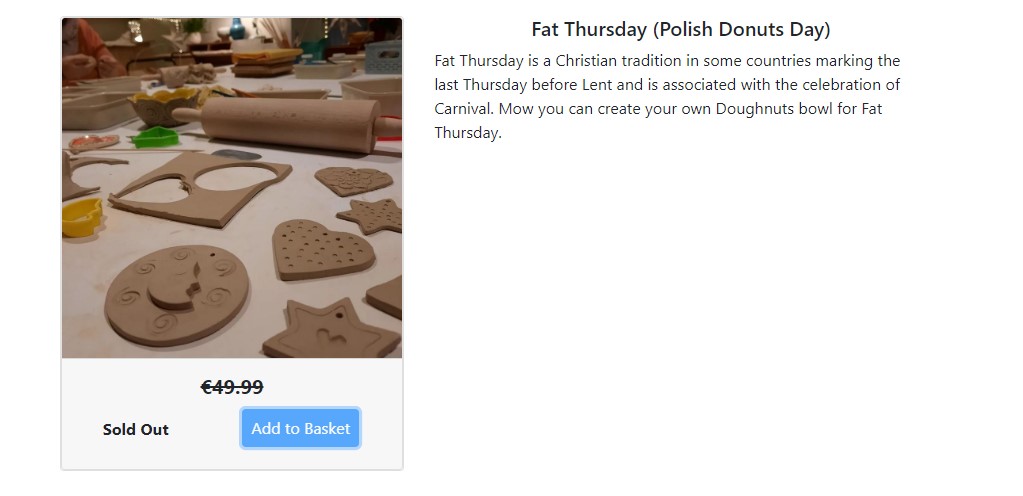 Fat Thursday (Polish Donuts Day)
Fat Thursday is a Christian tradition in some countries marking the
last Thursday before Lent and is associated with the celebration of
Carnival. Mow you can create your own Doughnuts bowl for Fat
Thursday.
€49.99
Sold Out
Add to Basket